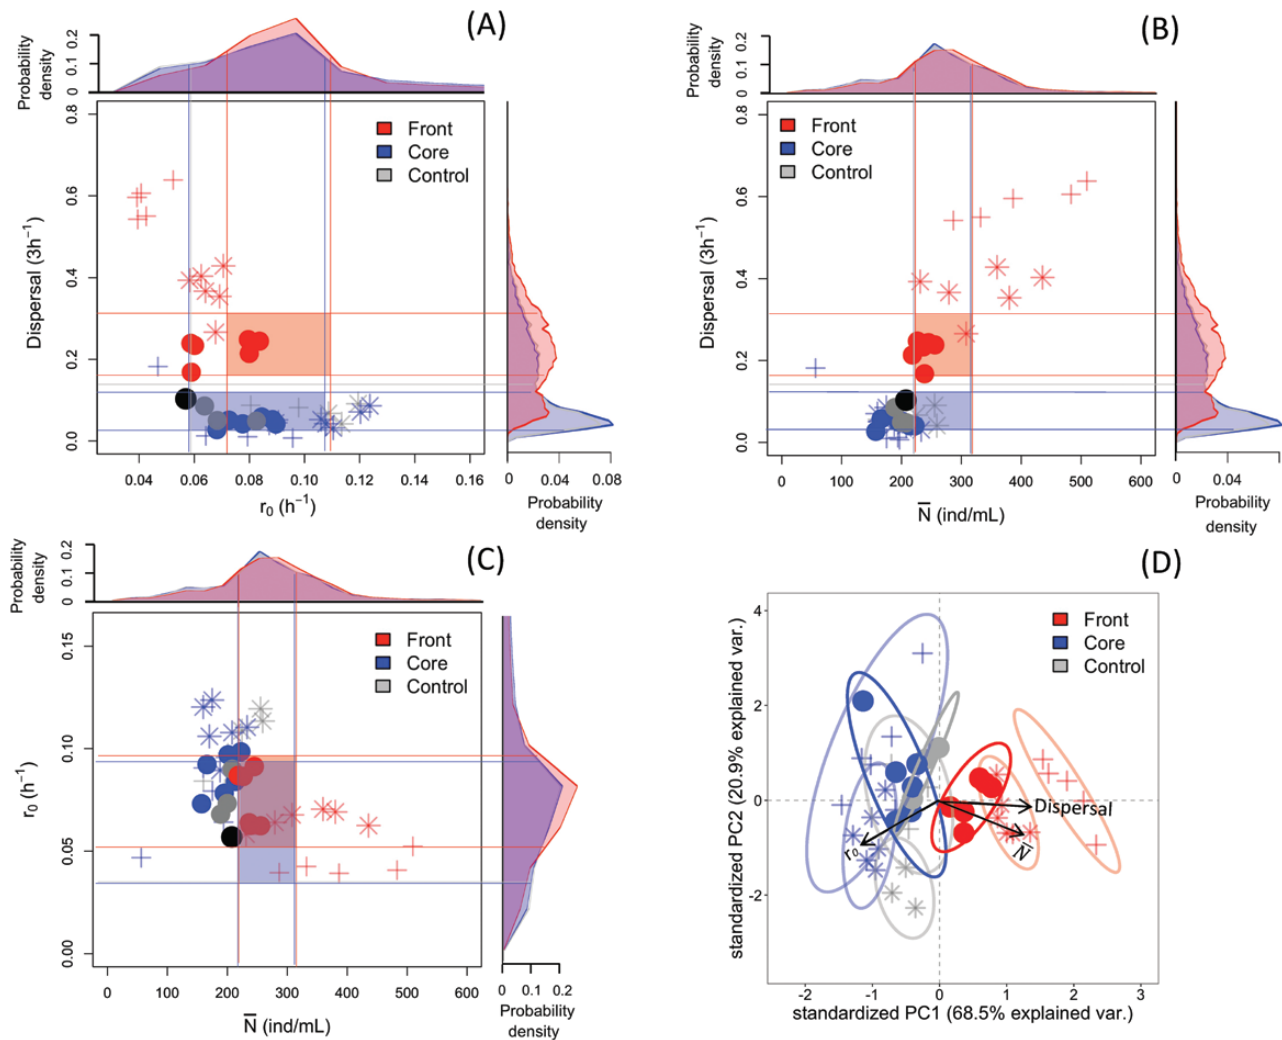 (A)
Probability
density
0 0.1 0.2
Front
Core
Control
Dispersal (3h⁻¹)
0.0 0.2 0.4 0.6 0.8
0.04 0.06 0.08 0.10 0.12 0.14 0.16
r₀ (h⁻¹)
0 0.04 0.08
Probability
density
(B)
Probability
density
0 0.1 0.2
Front
Core
Control
Dispersal (3h⁻¹)
0.0 0.2 0.4 0.6 0.8
0 100 200 300 400 500 600
N̅ (ind/mL)
0 0.04
Probability
density
(C)
Probability
density
0 0.1 0.2
Front
Core
Control
r₀ (h⁻¹)
0.00 0.05 0.10 0.15
0 100 200 300 400 500 600
N̅ (ind/mL)
0 0.1 0.2
Probability
density
(D)
Front
Core
Control
standardized PC2 (20.9% explained var.)
4
2
0
-2
Dispersal
N̅
r₀
-2 -1 0 1 2 3
standardized PC1 (68.5% explained var.)